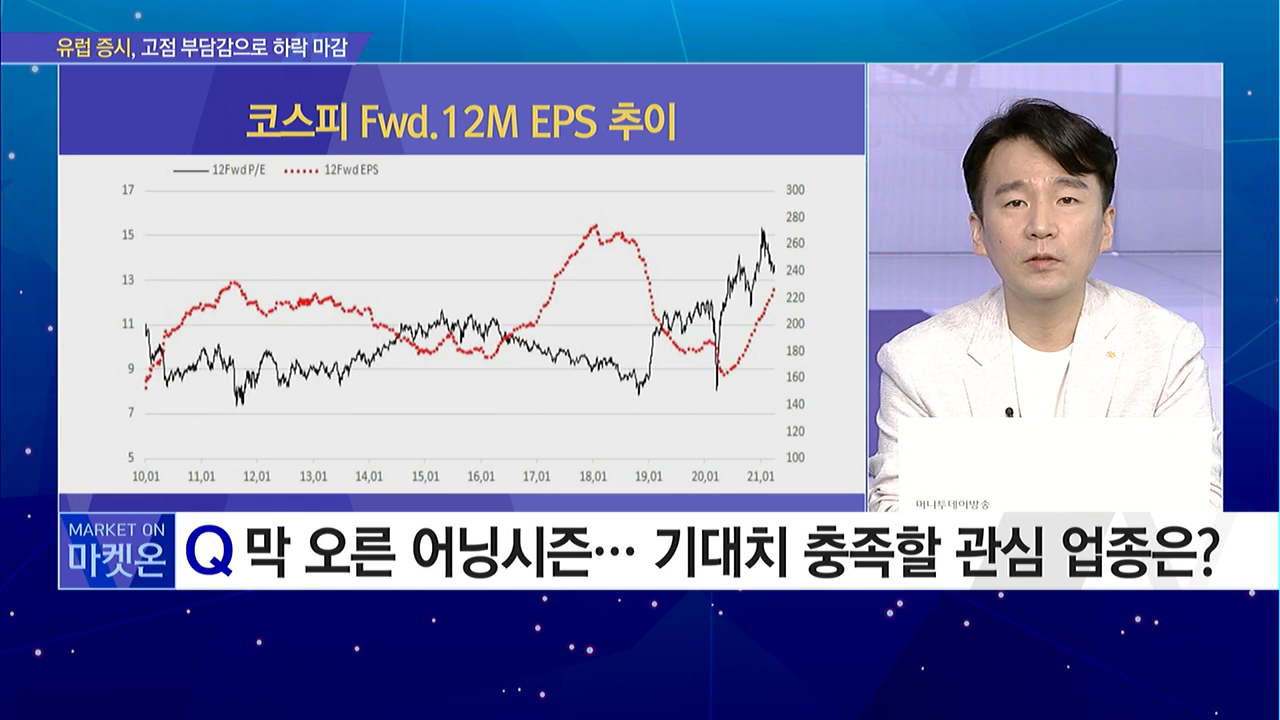 유럽 증시, 고점 부담감으로 하락 마감
코스피 Fwd.12M EPS 추이
12Fwd P/E 12Fwd EPS
17 300
280
15 260
13 240
220
11 200
180
9 160
7 140
120
5 100
10,01 11,01 12,01 13,01 14,01 15,01 16,01 17,01 18,01 19,01 20,01 21,01
머니투데이방송
MARKET ON
마켓온
Q 막 오른 어닝시즌… 기대치 충족할 관심 업종은?